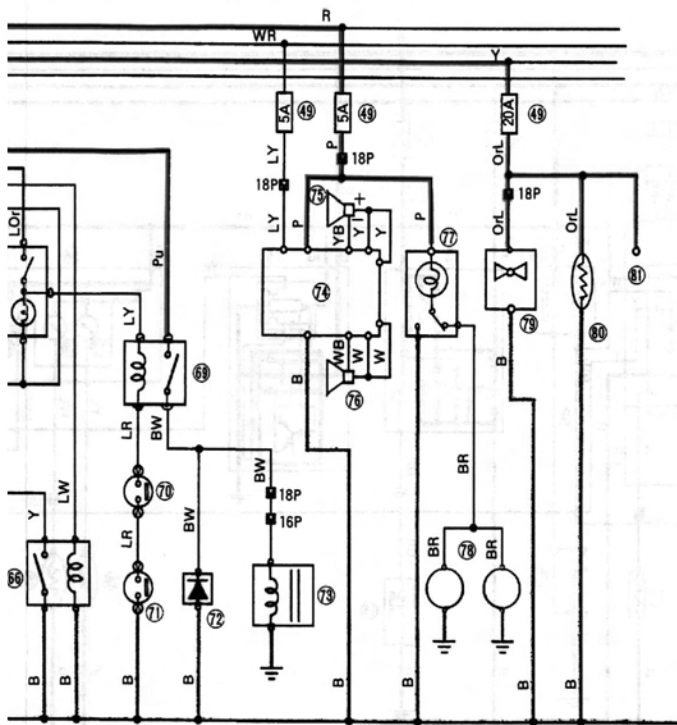 R
WR
Y
5A ㊾ 5A ㊾ 20A ㊾
LY P 18P OrL
18P 18P
LOr Pu LY P 75 + P OrL OrL
YB Y − Y 77
74 81
LY 79 80
69 B WB W W B
76
LR BW BR
70 BW BW 18P
Y LW 16P
LR BR 78 BR
66 71 72 73
B B B B B B B B